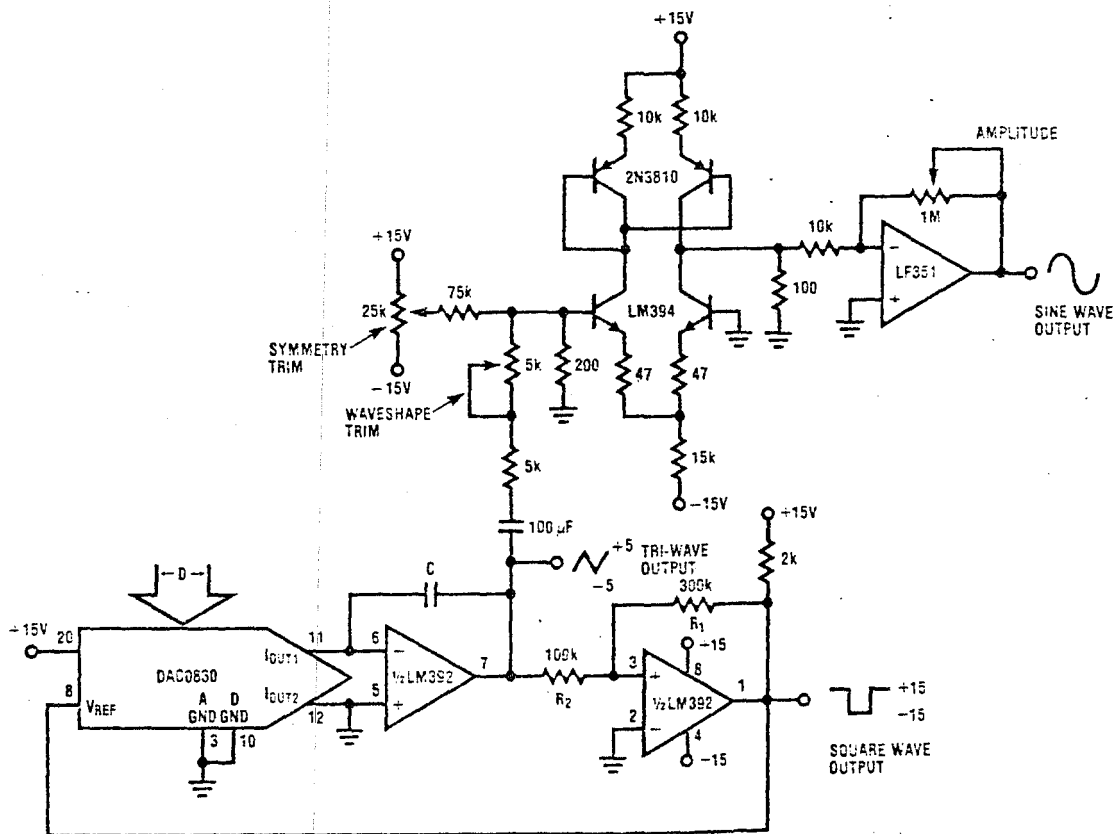 +15V
10k
10k
2N3810
AMPLITUDE
1M
10k
−
LF351
+
100
SINE WAVE
OUTPUT
+15V
25k
75k
SYMMETRY
TRIM
−15V
LM394
5k
200
47
47
WAVESHAPE
TRIM
15k
5k
−15V
100 µF
+15V
2k
+5
TRI-WAVE
OUTPUT
−5
300k
R1
C
D
+15V
20
11
IOUT1
6
−
DAC0830
½LM392
7
100k
R2
+15
8
3
+
½LM392
1
8
VREF
IOUT2
12
5
+
A
GND
D
GND
3
10
2
−
4
−15
+15
−15
SQUARE WAVE
OUTPUT